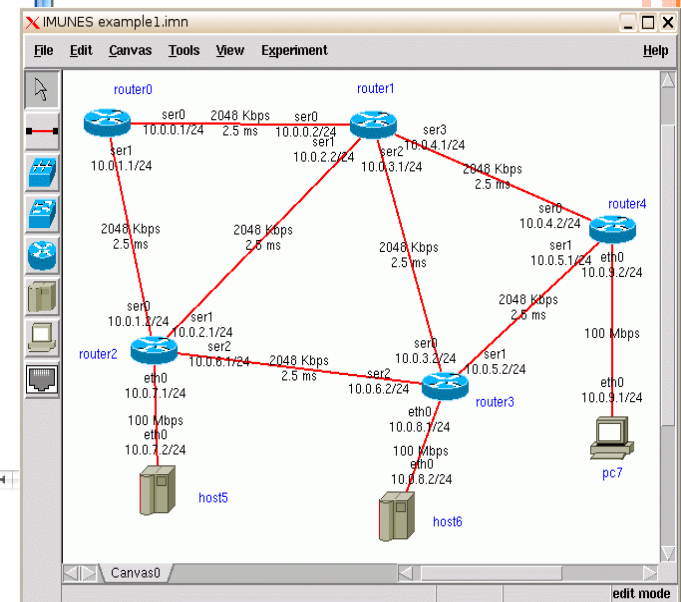 IMUNES example1.imn
File Edit Canvas Tools View Experiment Help
router0
router1
ser0 2048 Kbps ser0
10.0.0.1/24 2.5 ms 10.0.0.2/24
ser3
10.0.4.1/24
ser1
10.0.1.1/24
ser1
10.0.2.2/24
ser2
10.0.3.1/24
2048 Kbps
2.5 ms
router4
ser0
10.0.4.2/24
2048 Kbps
2.5 ms
2048 Kbps
2.5 ms
2048 Kbps
2.5 ms
ser1
10.0.5.1/24
eth0
10.0.9.2/24
2048 Kbps
2.5 ms
ser0
10.0.1.2/24
ser1
10.0.2.1/24
100 Mbps
router2
ser2
10.0.6.1/24
2048 Kbps
2.5 ms
ser0
10.0.3.2/24
ser1
10.0.5.2/24
ser2
10.0.6.2/24
router3
eth0
10.0.7.1/24
eth0
10.0.9.1/24
100 Mbps
eth0
10.0.7.2/24
eth0
10.0.8.1/24
100 Mbps
eth0
10.0.8.2/24
pc7
host5
host6
Canvas0
edit mode